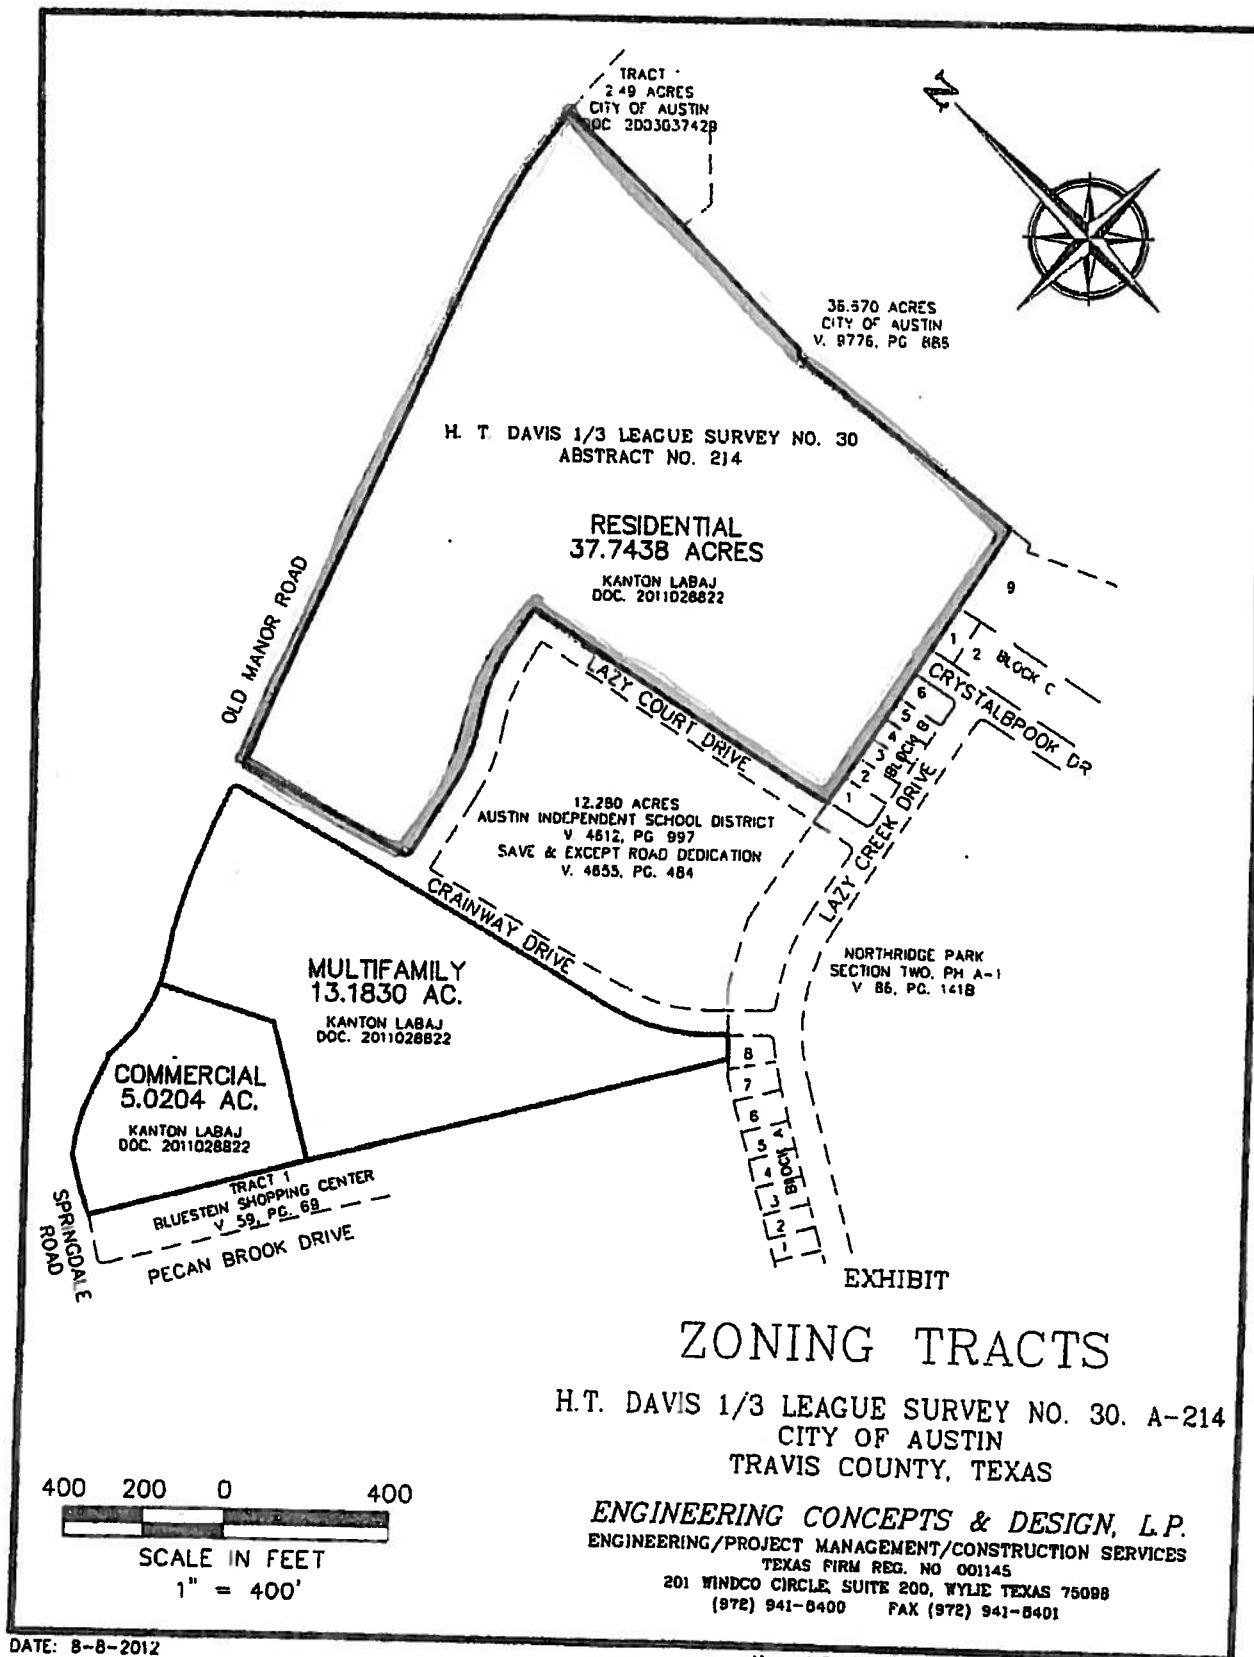 TRACT
2.49 ACRES
CITY OF AUSTIN
DOC 2003037428
N
36.570 ACRES
CITY OF AUSTIN
V. 9776, PG 885
H. T. DAVIS 1/3 LEAGUE SURVEY NO. 30
ABSTRACT NO. 214
RESIDENTIAL
37.7438 ACRES
KANTON LABAJ
DOC. 2011028822
OLD MANOR ROAD
9
1
2
BLOCK C
CRYSTALBROOK DR
LAZY COURT DRIVE
6
5
4
3
2
1
BLOCK B
LAZY CREEK DRIVE
12.280 ACRES
AUSTIN INDEPENDENT SCHOOL DISTRICT
V 4612, PG 997
SAVE & EXCEPT ROAD DEDICATION
V. 4655, PG. 484
CRAINWAY DRIVE
NORTHRIDGE PARK
SECTION TWO, PH A-1
V 86, PG. 141B
MULTIFAMILY
13.1830 AC.
KANTON LABAJ
DOC. 2011028822
COMMERCIAL
5.0204 AC.
KANTON LABAJ
DOC. 2011028822
8
7
6
5
4
3
2
1
BLOCK A
TRACT 1
BLUESTEIN SHOPPING CENTER
V 59, PG. 69
SPRINGDALE
ROAD
PECAN BROOK DRIVE
EXHIBIT
ZONING TRACTS
H.T. DAVIS 1/3 LEAGUE SURVEY NO. 30. A-214
CITY OF AUSTIN
TRAVIS COUNTY, TEXAS
400 200 0 400
SCALE IN FEET
1" = 400'
ENGINEERING CONCEPTS & DESIGN, L.P.
ENGINEERING/PROJECT MANAGEMENT/CONSTRUCTION SERVICES
TEXAS FIRM REG. NO 001145
201 WINDCO CIRCLE, SUITE 200, WYLIE TEXAS 75098
(972) 941-8400 FAX (972) 941-8401
DATE: 8-8-2012